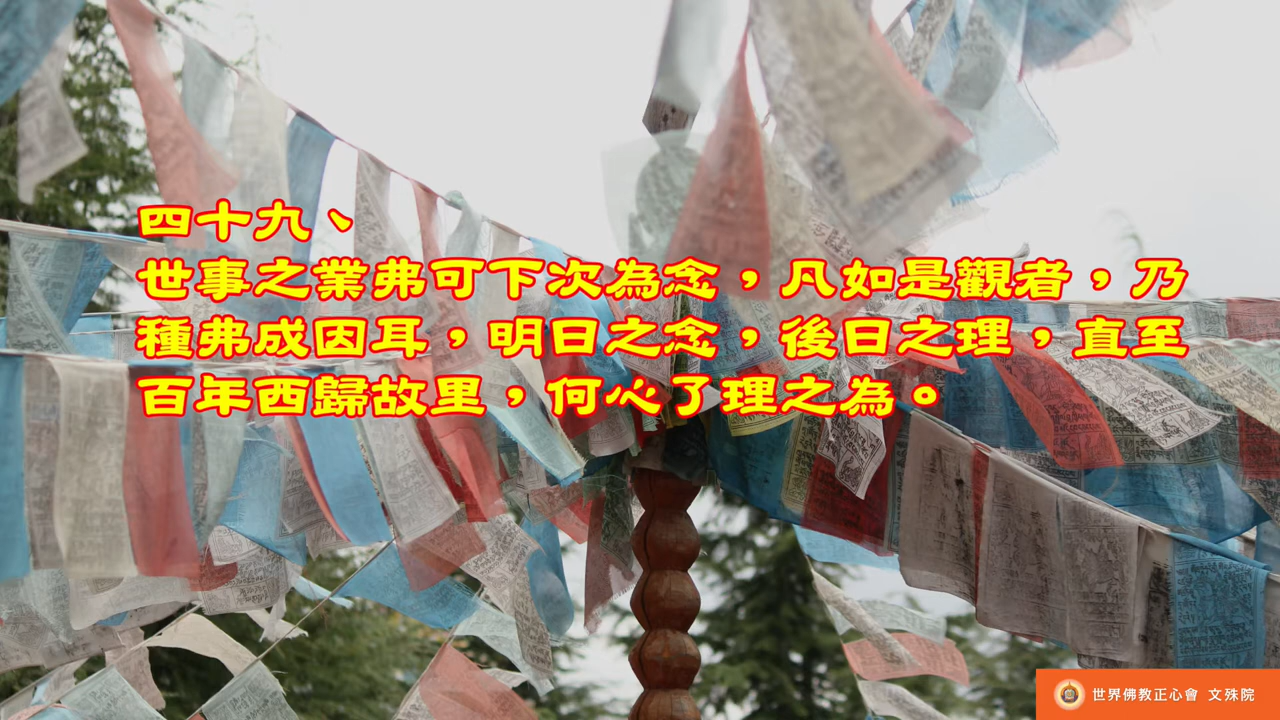 四十九、
世事之業弗可下次為念，凡如是觀者，乃
種弗成因耳，明日之念，後日之理，直至
百年西歸故里，何心了理之為。
世界佛教正心會 文殊院